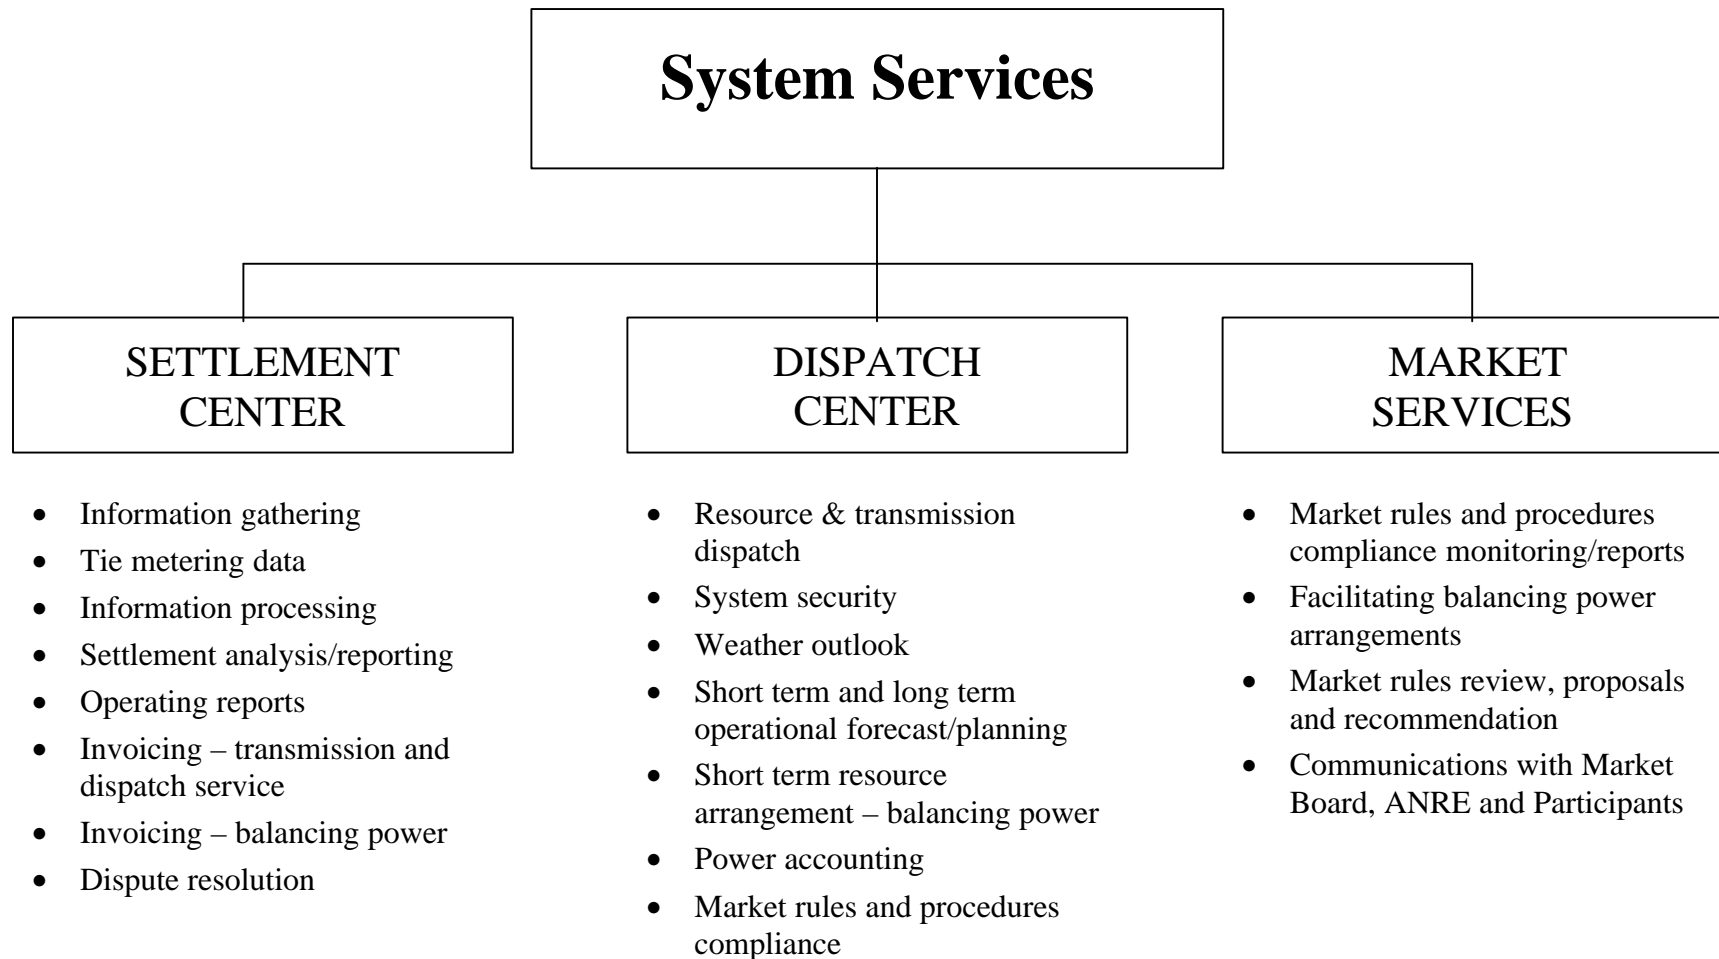 System Services
SETTLEMENT
CENTER
• Information gathering
• Tie metering data
• Information processing
• Settlement analysis/reporting
• Operating reports
• Invoicing – transmission and
dispatch service
• Invoicing – balancing power
• Dispute resolution
DISPATCH
CENTER
• Resource & transmission
dispatch
• System security
• Weather outlook
• Short term and long term
operational forecast/planning
• Short term resource
arrangement – balancing power
• Power accounting
• Market rules and procedures
compliance
MARKET
SERVICES
• Market rules and procedures
compliance monitoring/reports
• Facilitating balancing power
arrangements
• Market rules review, proposals
and recommendation
• Communications with Market
Board, ANRE and Participants